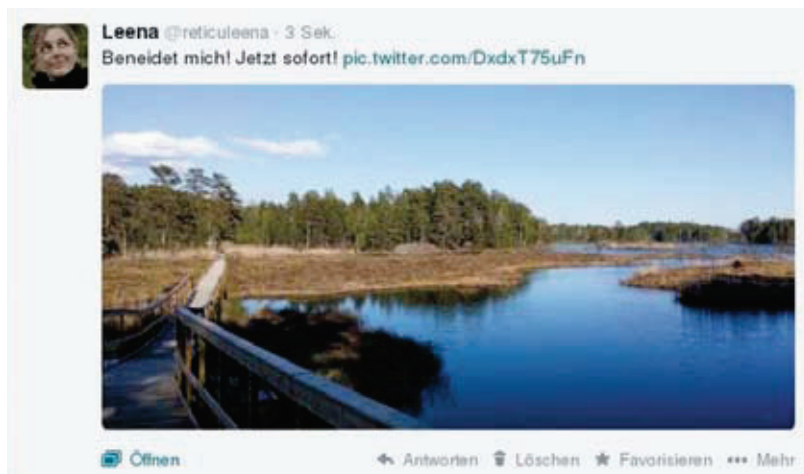 Leena @reticuleena · 3 Sek.
Beneidet mich! Jetzt sofort! pic.twitter.com/DxdxT75uFn
Öffnen Antworten Löschen Favorisieren Mehr